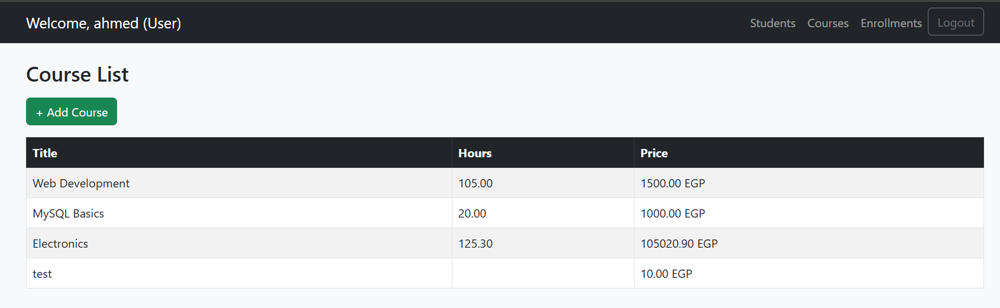 Welcome, ahmed (User) Students Courses Enrollments Logout
Course List
+ Add Course
Title Hours Price
Web Development 105.00 1500.00 EGP
MySQL Basics 20.00 1000.00 EGP
Electronics 125.30 105020.90 EGP
test 10.00 EGP